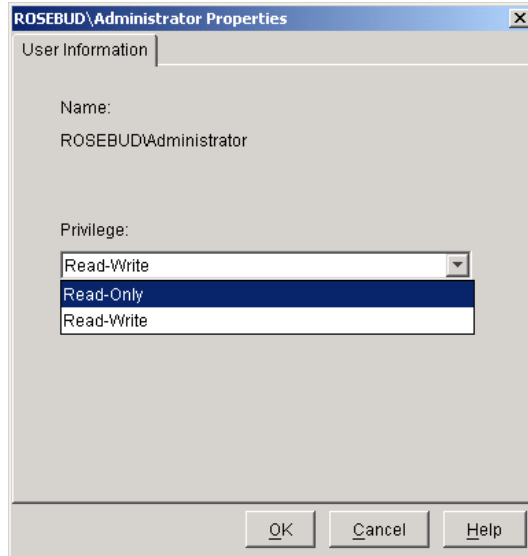 ROSEBUD\Administrator Properties
User Information
Name:
ROSEBUD\Administrator
Privilege:
Read-Write
Read-Only
Read-Write
OK Cancel Help